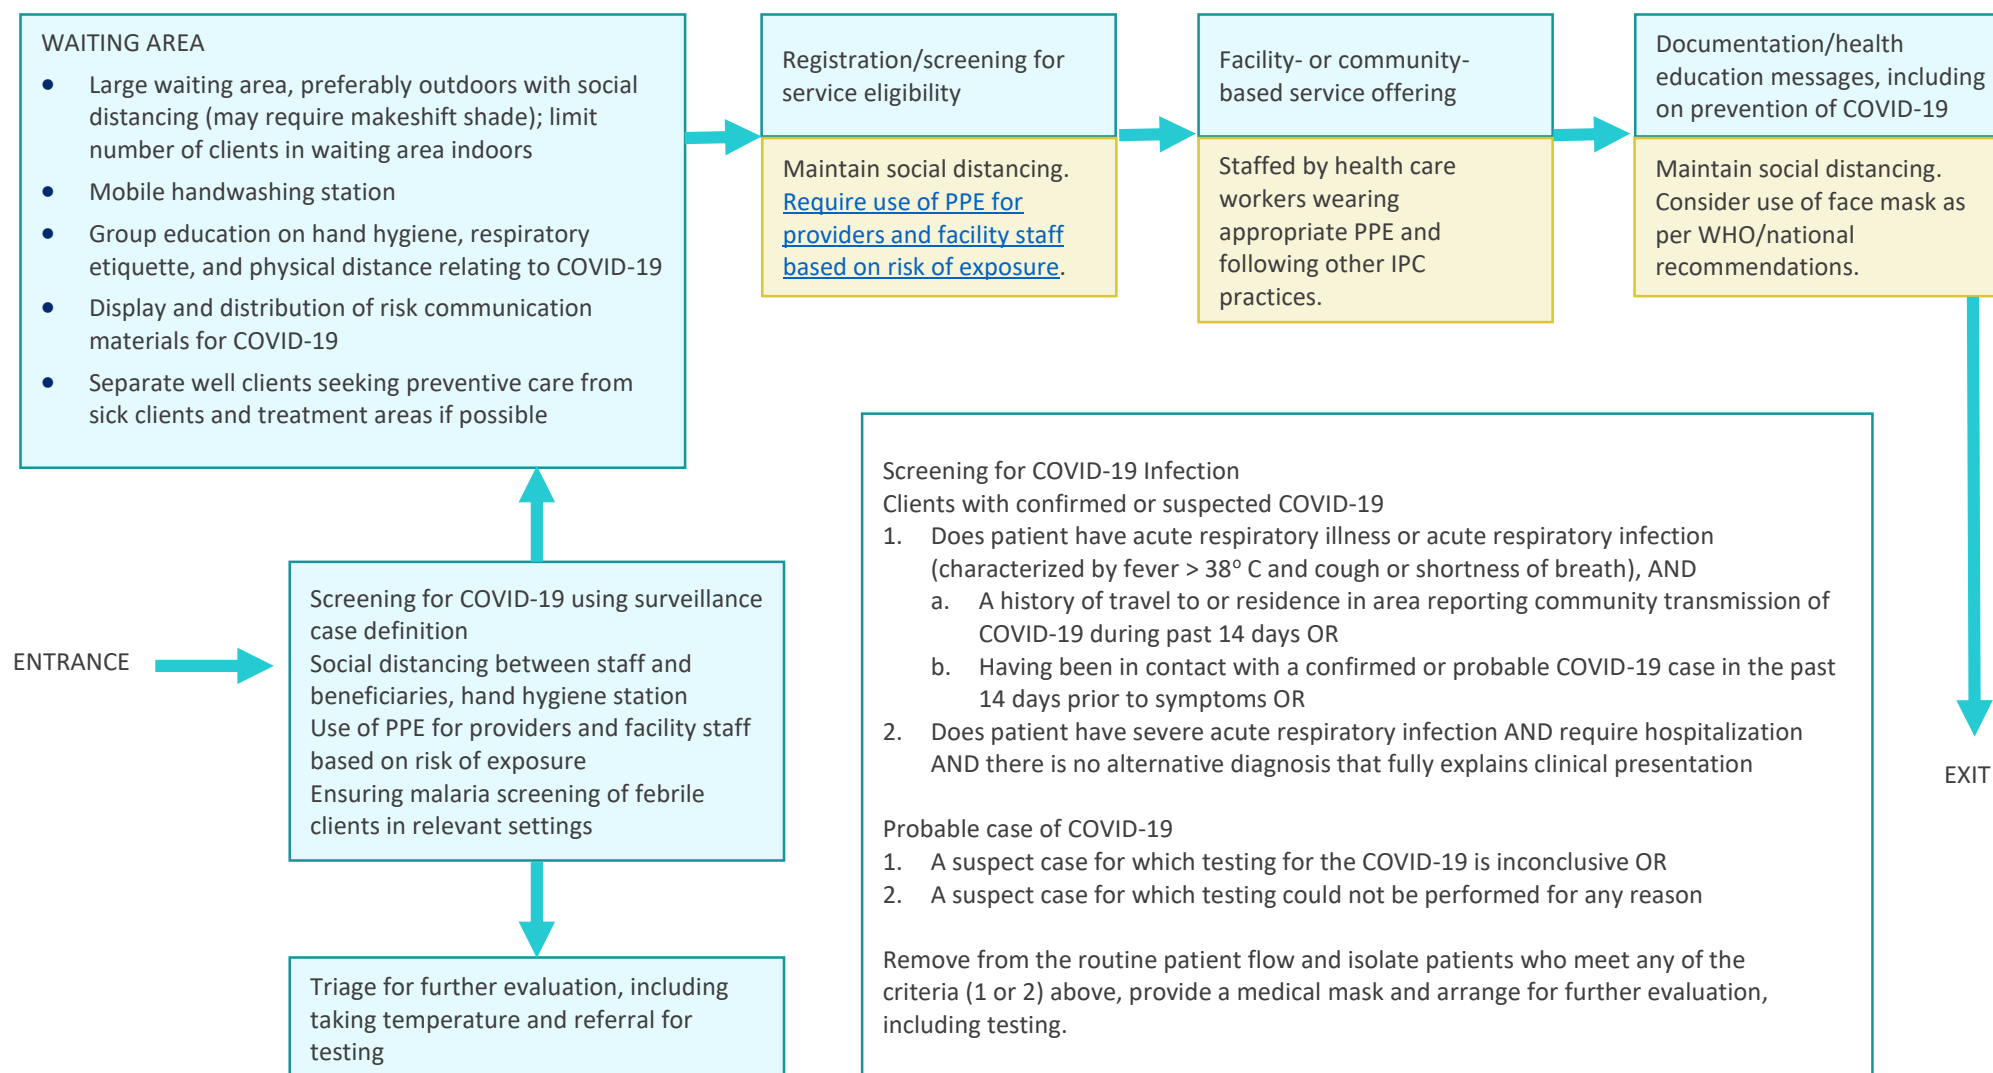 WAITING AREA
• Large waiting area, preferably outdoors with social
distancing (may require makeshift shade); limit
number of clients in waiting area indoors
• Mobile handwashing station
• Group education on hand hygiene, respiratory
etiquette, and physical distance relating to COVID-19
• Display and distribution of risk communication
materials for COVID-19
• Separate well clients seeking preventive care from
sick clients and treatment areas if possible
Registration/screening for
service eligibility
Maintain social distancing.
Require use of PPE for
providers and facility staff
based on risk of exposure.
Facility- or community-
based service offering
Staffed by health care
workers wearing
appropriate PPE and
following other IPC
practices.
Documentation/health
education messages, including
on prevention of COVID-19
Maintain social distancing.
Consider use of face mask as
per WHO/national
recommendations.
ENTRANCE
Screening for COVID-19 using surveillance
case definition
Social distancing between staff and
beneficiaries, hand hygiene station
Use of PPE for providers and facility staff
based on risk of exposure
Ensuring malaria screening of febrile
clients in relevant settings
Triage for further evaluation, including
taking temperature and referral for
testing
Screening for COVID-19 Infection
Clients with confirmed or suspected COVID-19
1. Does patient have acute respiratory illness or acute respiratory infection
(characterized by fever > 38° C and cough or shortness of breath), AND
a. A history of travel to or residence in area reporting community transmission of
COVID-19 during past 14 days OR
b. Having been in contact with a confirmed or probable COVID-19 case in the past
14 days prior to symptoms OR
2. Does patient have severe acute respiratory infection AND require hospitalization
AND there is no alternative diagnosis that fully explains clinical presentation
Probable case of COVID-19
1. A suspect case for which testing for the COVID-19 is inconclusive OR
2. A suspect case for which testing could not be performed for any reason
Remove from the routine patient flow and isolate patients who meet any of the
criteria (1 or 2) above, provide a medical mask and arrange for further evaluation,
including testing.
EXIT